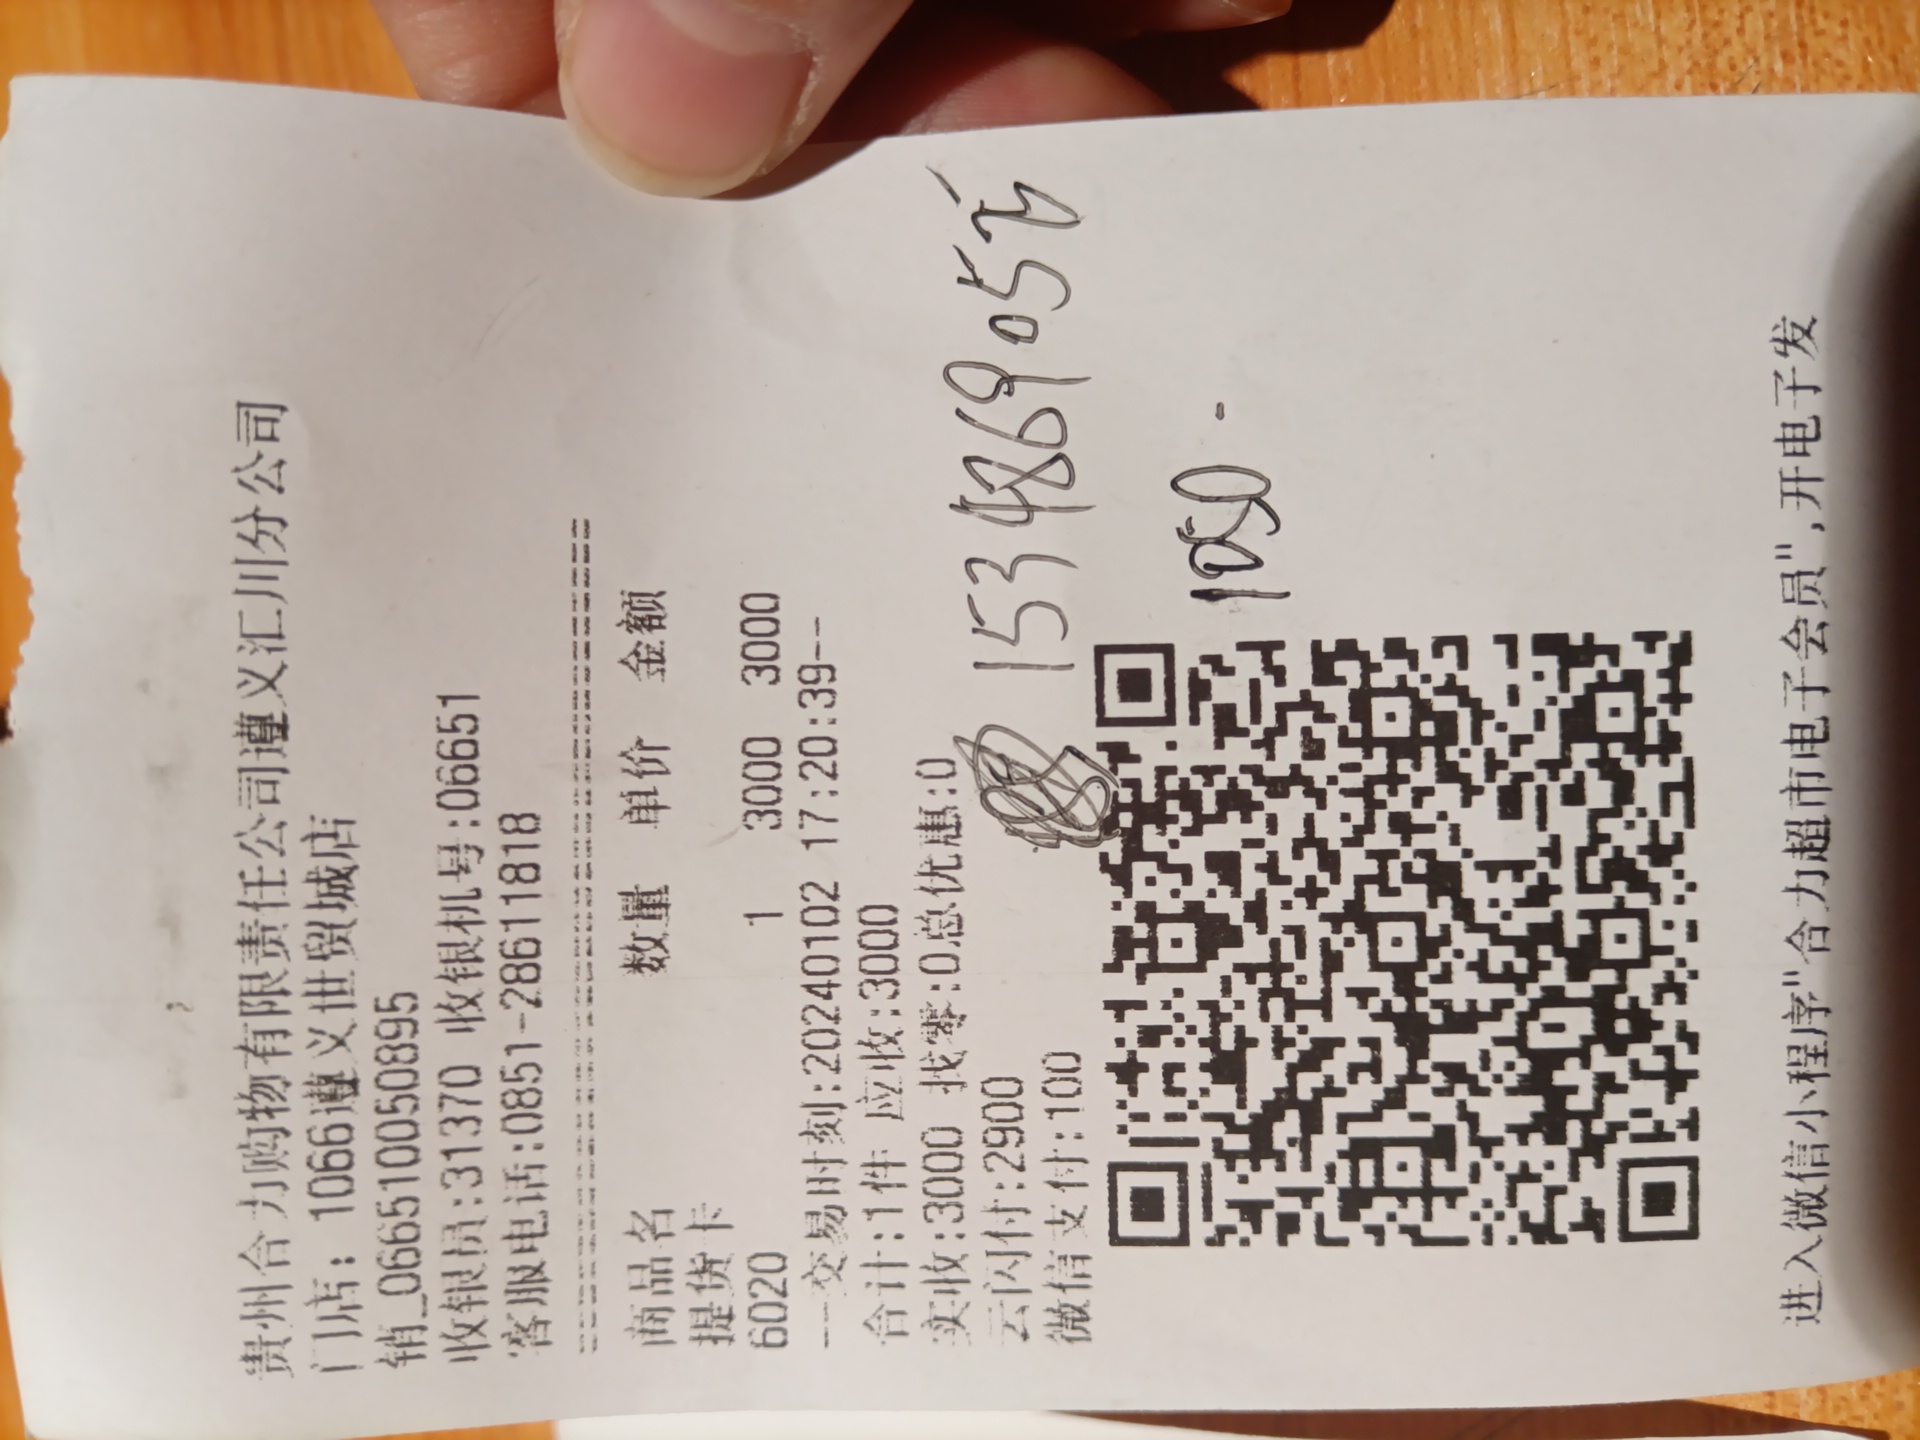 贵州合力购物有限责任公司遵义汇川分公司
门店: 1066遵义世贸城店
销_066510050895
收银员:31370 收银机号:06651
客服电话:0851-28611818
商品名 数量 单价 金额
提货卡
6020 1 3000 3000
--交易时刻:20240102 17:20:39--
合计:1件 应收:3000
实收:3000 找零:0总优惠:0
云闪付:2900
微信支付:100
进入微信小程序"合力超市电子会员",开电子发